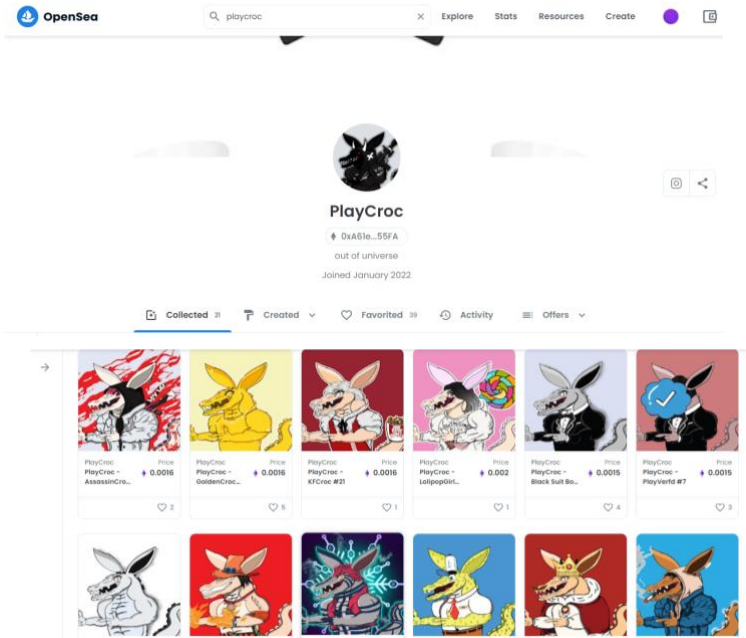 OpenSea
playcroc
Explore
Stats
Resources
Create
PlayCroc
0xA61e...55FA
out of universe
Joined January 2022
Collected
Created
Favorited 39
Activity
Offers
PlayCroc Price
PlayCroc - 0.0016
AssassinCro...
PlayCroc Price
PlayCroc - 0.0016
GoldenCroc...
PlayCroc Price
PlayCroc - 0.0016
KFCroc #21
PlayCroc Price
PlayCroc - 0.002
LolipopGirl...
PlayCroc Price
PlayCroc - 0.0015
Black Suit Bo...
PlayCroc Price
PlayCroc - 0.0015
PlayVerfd #7
2
5
1
1
4
3